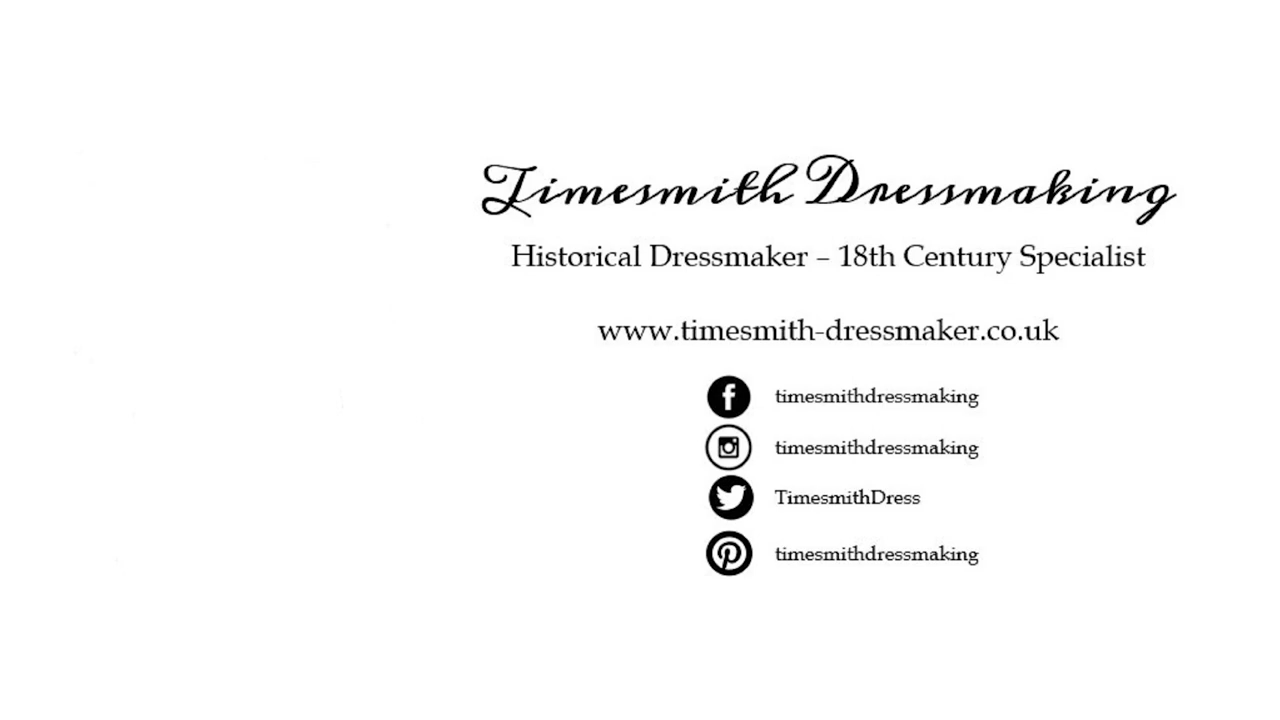 Timesmith Dressmaking
Historical Dressmaker – 18th Century Specialist
www.timesmith-dressmaker.co.uk
timesmithdressmaking
timesmithdressmaking
TimesmithDress
timesmithdressmaking